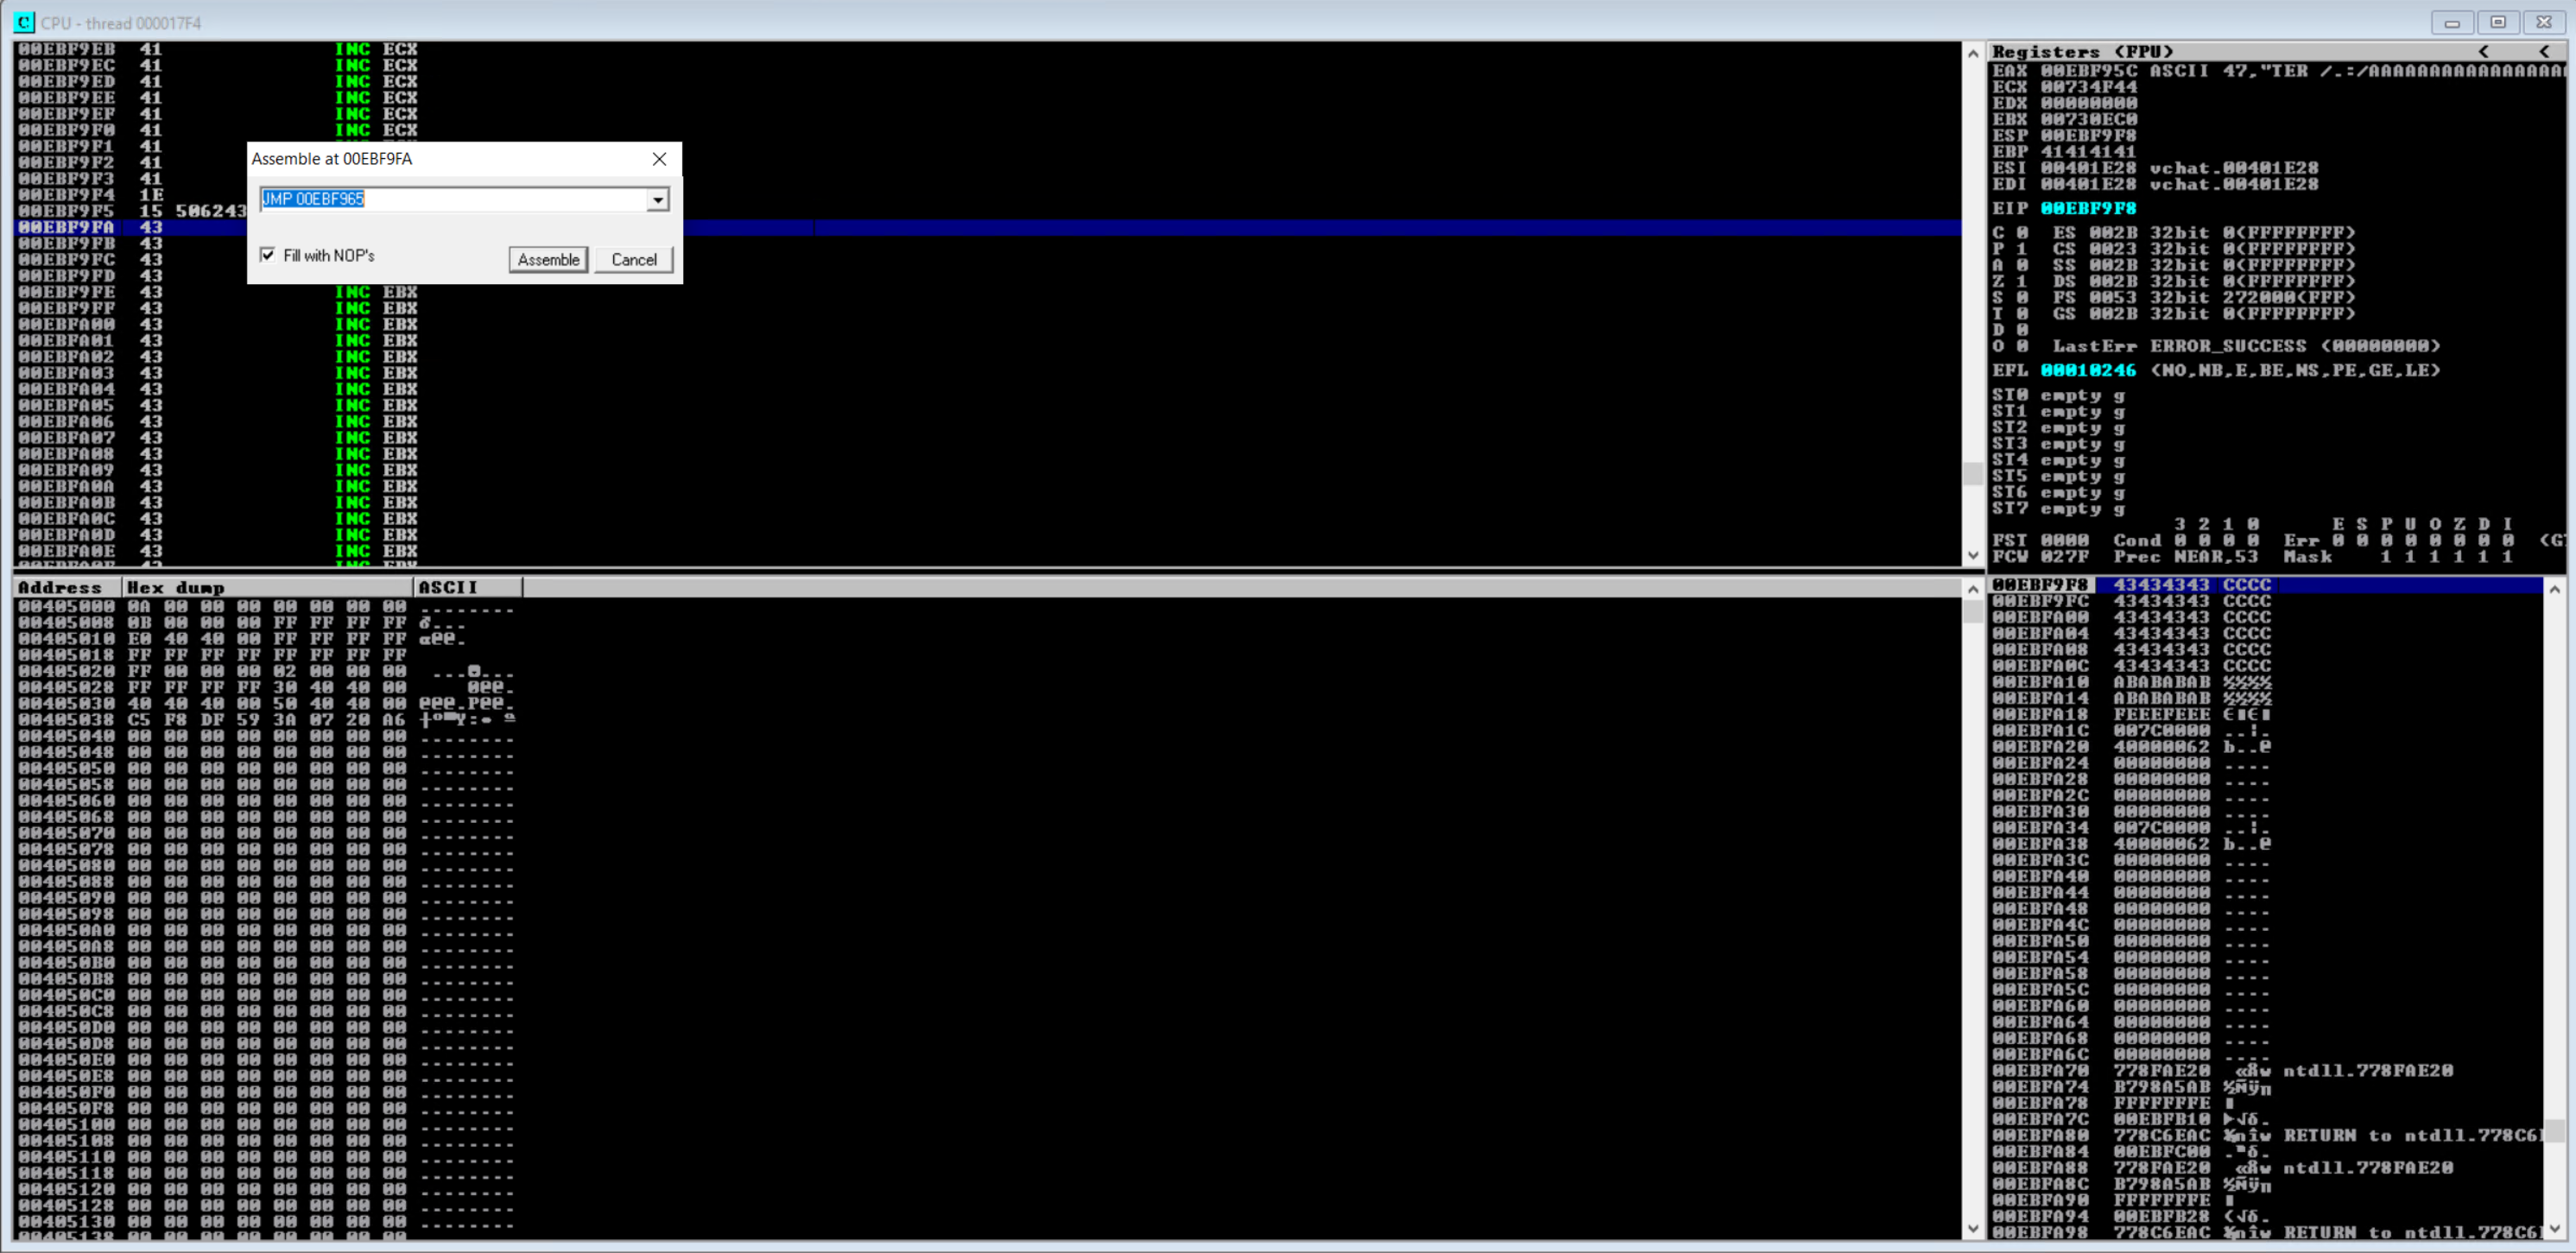 CPU - thread 000017F4
00EBF9EB 41 INC ECX
00EBF9EC 41 INC ECX
00EBF9ED 41 INC ECX
00EBF9EE 41 INC ECX
00EBF9EF 41 INC ECX
00EBF9F0 41 INC ECX
00EBF9F1 41
00EBF9F2 41
00EBF9F3 41
00EBF9F4 1E
00EBF9F5 15 506243
00EBF9FA 43
00EBF9FB 43
00EBF9FC 43
00EBF9FD 43
00EBF9FE 43 INC EBX
00EBF9FF 43 INC EBX
00EBFA00 43 INC EBX
00EBFA01 43 INC EBX
00EBFA02 43 INC EBX
00EBFA03 43 INC EBX
00EBFA04 43 INC EBX
00EBFA05 43 INC EBX
00EBFA06 43 INC EBX
00EBFA07 43 INC EBX
00EBFA08 43 INC EBX
00EBFA09 43 INC EBX
00EBFA0A 43 INC EBX
00EBFA0B 43 INC EBX
00EBFA0C 43 INC EBX
00EBFA0D 43 INC EBX
00EBFA0E 43 INC EBX
Assemble at 00EBF9FA
JMP 00EBF965
Fill with NOP's
Assemble Cancel
Registers (FPU) < <
EAX 00EBF95C ASCII 47,"TER /.:/AAAAAAAAAAAAAAAAA
ECX 00734F44
EDX 00000000
EBX 00730EC0
ESP 00EBF9F8
EBP 41414141
ESI 00401E28 vchat.00401E28
EDI 00401E28 vchat.00401E28
EIP 00EBF9F8
C 0 ES 002B 32bit 0(FFFFFFFF)
P 1 CS 0023 32bit 0(FFFFFFFF)
A 0 SS 002B 32bit 0(FFFFFFFF)
Z 1 DS 002B 32bit 0(FFFFFFFF)
S 0 FS 0053 32bit 272000(FFF)
T 0 GS 002B 32bit 0(FFFFFFFF)
D 0
O 0 LastErr ERROR_SUCCESS (00000000)
EFL 00010246 (NO,NB,E,BE,NS,PE,GE,LE)
ST0 empty g
ST1 empty g
ST2 empty g
ST3 empty g
ST4 empty g
ST5 empty g
ST6 empty g
ST7 empty g
3 2 1 0 E S P U O Z D I
FST 0000 Cond 0 0 0 0 Err 0 0 0 0 0 0 0 0
FCW 027F Prec NEAR,53 Mask 1 1 1 1 1 1
Address Hex dump ASCII
00405000 0A 00 00 00 00 00 00 00 ........
00405008 0B 00 00 00 FF FF FF FF ♂...
00405010 E0 40 40 00 FF FF FF FF α@@.
00405018 FF FF FF FF FF FF FF FF
00405020 FF 00 00 00 02 00 00 00
00405028 FF FF FF FF 30 40 40 00 0@@.
00405030 40 40 40 00 50 40 40 00 @@@.P@@.
00405038 C5 F8 DF 59 3A 07 20 A6
00405040 00 00 00 00 00 00 00 00 ........
00405048 00 00 00 00 00 00 00 00 ........
00405050 00 00 00 00 00 00 00 00 ........
00405058 00 00 00 00 00 00 00 00 ........
00405060 00 00 00 00 00 00 00 00 ........
00405068 00 00 00 00 00 00 00 00 ........
00405070 00 00 00 00 00 00 00 00 ........
00405078 00 00 00 00 00 00 00 00 ........
00405080 00 00 00 00 00 00 00 00 ........
00405088 00 00 00 00 00 00 00 00 ........
00405090 00 00 00 00 00 00 00 00 ........
00405098 00 00 00 00 00 00 00 00 ........
004050A0 00 00 00 00 00 00 00 00 ........
004050A8 00 00 00 00 00 00 00 00 ........
004050B0 00 00 00 00 00 00 00 00 ........
004050B8 00 00 00 00 00 00 00 00 ........
004050C0 00 00 00 00 00 00 00 00 ........
004050C8 00 00 00 00 00 00 00 00 ........
004050D0 00 00 00 00 00 00 00 00 ........
004050D8 00 00 00 00 00 00 00 00 ........
004050E0 00 00 00 00 00 00 00 00 ........
004050E8 00 00 00 00 00 00 00 00 ........
004050F0 00 00 00 00 00 00 00 00 ........
004050F8 00 00 00 00 00 00 00 00 ........
00405100 00 00 00 00 00 00 00 00 ........
00405108 00 00 00 00 00 00 00 00 ........
00405110 00 00 00 00 00 00 00 00 ........
00405118 00 00 00 00 00 00 00 00 ........
00405120 00 00 00 00 00 00 00 00 ........
00405128 00 00 00 00 00 00 00 00 ........
00405130 00 00 00 00 00 00 00 00 ........
00405138 00 00 00 00 00 00 00 00
00EBF9F8 43434343 CCCC
00EBF9FC 43434343 CCCC
00EBFA00 43434343 CCCC
00EBFA04 43434343 CCCC
00EBFA08 43434343 CCCC
00EBFA0C 43434343 CCCC
00EBFA10 ABABABAB ½½½½
00EBFA14 ABABABAB ½½½½
00EBFA18 FEEEFEEE
00EBFA1C 007C0000 ..¦.
00EBFA20 40000062 b..@
00EBFA24 00000000 ....
00EBFA28 00000000 ....
00EBFA2C 00000000 ....
00EBFA30 00000000 ....
00EBFA34 007C0000 ..¦.
00EBFA38 40000062 b..@
00EBFA3C 00000000 ....
00EBFA40 00000000 ....
00EBFA44 00000000 ....
00EBFA48 00000000 ....
00EBFA4C 00000000 ....
00EBFA50 00000000 ....
00EBFA54 00000000 ....
00EBFA58 00000000 ....
00EBFA5C 00000000 ....
00EBFA60 00000000 ....
00EBFA64 00000000 ....
00EBFA68 00000000 ....
00EBFA6C 00000000 ....
00EBFA70 778FAE20 ntdll.778FAE20
00EBFA74 B798A5AB
00EBFA78 FFFFFFFE
00EBFA7C 00EBFB10
00EBFA80 778C6EAC RETURN to ntdll.778C6
00EBFA84 00EBFC00
00EBFA88 778FAE20 ntdll.778FAE20
00EBFA8C B798A5AB
00EBFA90 FFFFFFFE
00EBFA94 00EBFB28 (√δ.
00EBFA98 778C6EAC RETURN to ntdll.778C6